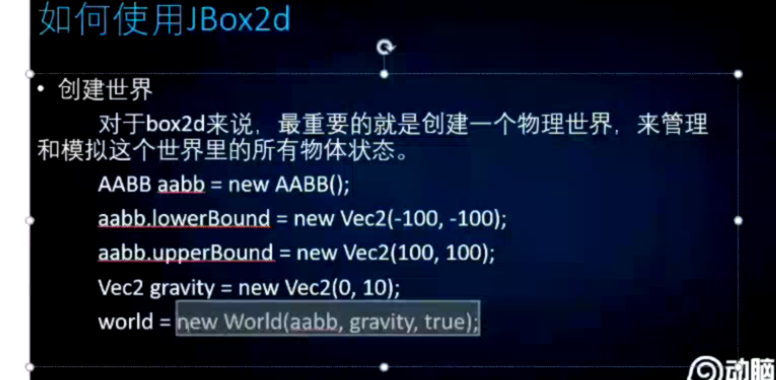 如何使用JBox2d
• 创建世界
对于box2d来说，最重要的就是创建一个物理世界，来管理
和模拟这个世界里的所有物体状态。
AABB aabb = new AABB();
aabb.lowerBound = new Vec2(-100, -100);
aabb.upperBound = new Vec2(100, 100);
Vec2 gravity = new Vec2(0, 10);
world = new World(aabb, gravity, true);
动脑